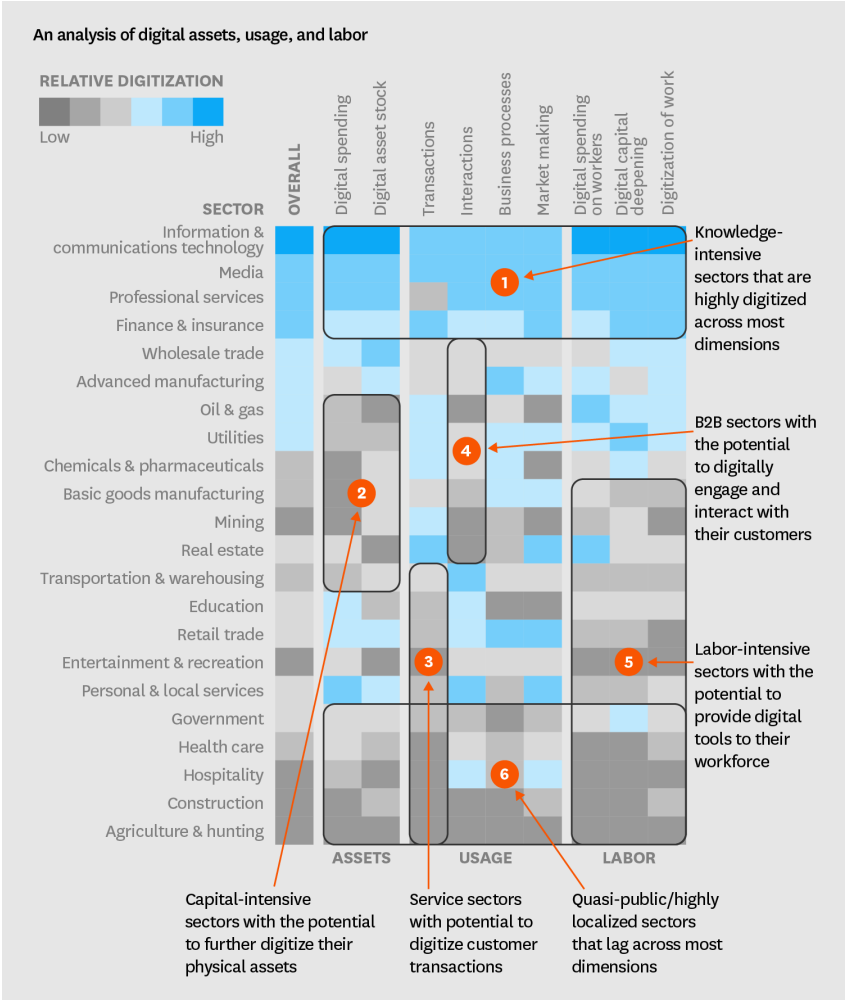 An analysis of digital assets, usage, and labor
RELATIVE DIGITIZATION
Low
High
SECTOR
OVERALL
Digital spending
Digital asset stock
Transactions
Interactions
Business processes
Market making
Digital spending
on workers
Digital capital
deepening
Digitization of work
Information &
communications technology
Media
Professional services
Finance & insurance
Wholesale trade
Advanced manufacturing
Oil & gas
Utilities
Chemicals & pharmaceuticals
Basic goods manufacturing
Mining
Real estate
Transportation & warehousing
Education
Retail trade
Entertainment & recreation
Personal & local services
Government
Health care
Hospitality
Construction
Agriculture & hunting
1
2
4
3
5
6
Knowledge-
intensive
sectors that are
highly digitized
across most
dimensions
B2B sectors with
the potential
to digitally
engage and
interact with
their customers
Labor-intensive
sectors with the
potential to
provide digital
tools to their
workforce
ASSETS
USAGE
LABOR
Capital-intensive
sectors with the potential
to further digitize their
physical assets
Service sectors
with potential to
digitize customer
transactions
Quasi-public/highly
localized sectors
that lag across most
dimensions